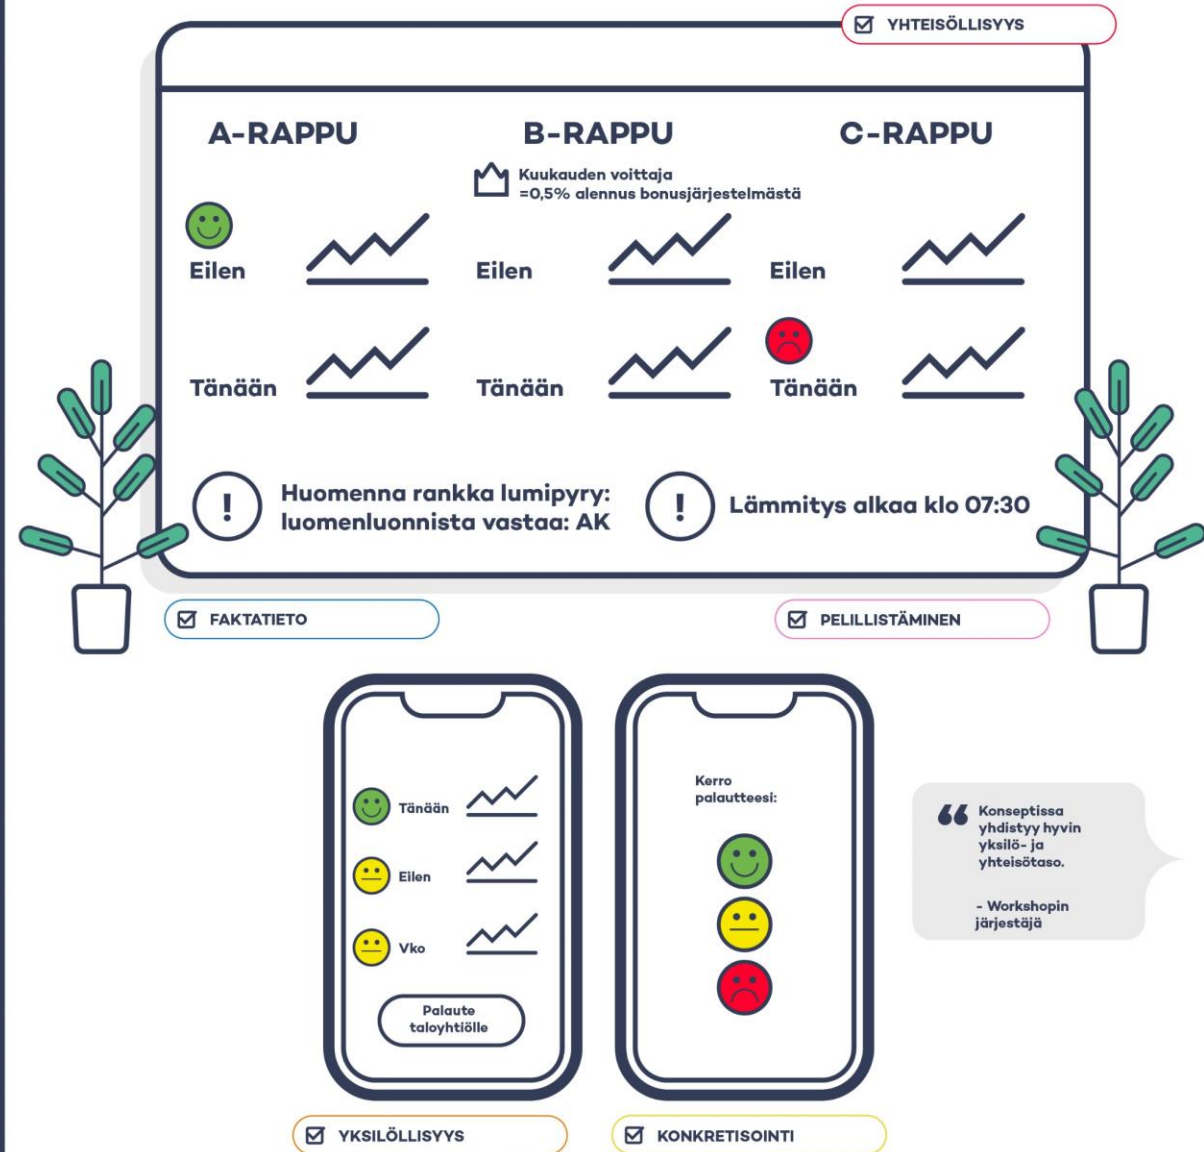 YHTEISÖLLISYYS
A-RAPPU
B-RAPPU
C-RAPPU
Kuukauden voittaja
=0,5% alennus bonusjärjestelmästä
Eilen
Eilen
Eilen
Tänään
Tänään
Tänään
! Huomenna rankka lumipyry:
luomenluonnista vastaa: AK
! Lämmitys alkaa klo 07:30
FAKTATIETO
PELILLISTÄMINEN
Tänään
Eilen
Vko
Palaute
taloyhtiölle
Kerro
palautteesi:
“ Konseptissa
yhdistyy hyvin
yksilö- ja
yhteisötaso.
- Workshopin
järjestäjä
YKSILÖLLISYYS
KONKRETISOINTI